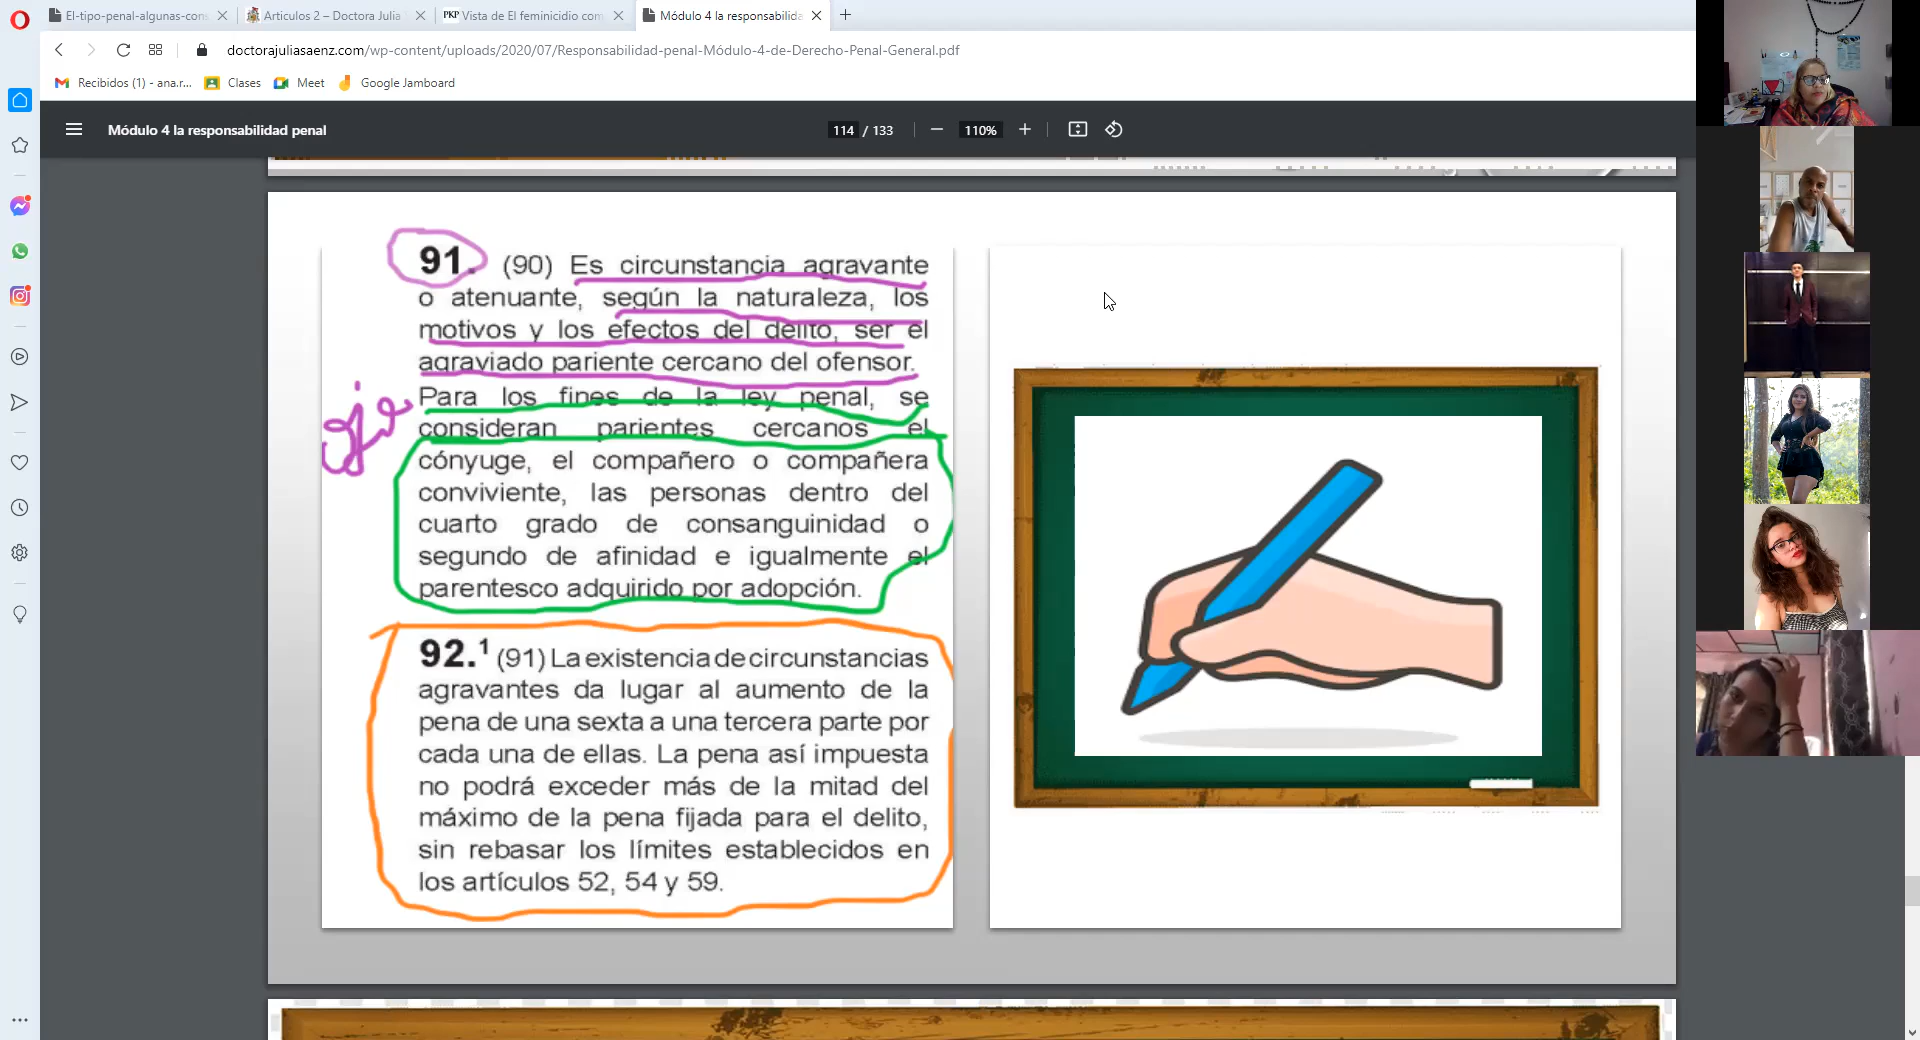 El-tipo-penal-algunas-con
Articulos 2 – Doctora Julia
PKP Vista de El feminicidio com
Módulo 4 la responsabilida
doctorajuliasaenz.com/wp-content/uploads/2020/07/Responsabilidad-penal-Módulo-4-de-Derecho-Penal-General.pdf
Recibidos (1) - ana.r...
Clases
Meet
Google Jamboard
Módulo 4 la responsabilidad penal
114 / 133
110%
91. (90) Es circunstancia agravante
o atenuante, según la naturaleza, los
motivos y los efectos del delito, ser el
agraviado pariente cercano del ofensor.
Para los fines de la ley penal, se
consideran parientes cercanos el
cónyuge, el compañero o compañera
conviviente, las personas dentro del
cuarto grado de consanguinidad o
segundo de afinidad e igualmente el
parentesco adquirido por adopción.
ojo
92.¹ (91) La existencia de circunstancias
agravantes da lugar al aumento de la
pena de una sexta a una tercera parte por
cada una de ellas. La pena así impuesta
no podrá exceder más de la mitad del
máximo de la pena fijada para el delito,
sin rebasar los límites establecidos en
los artículos 52, 54 y 59.